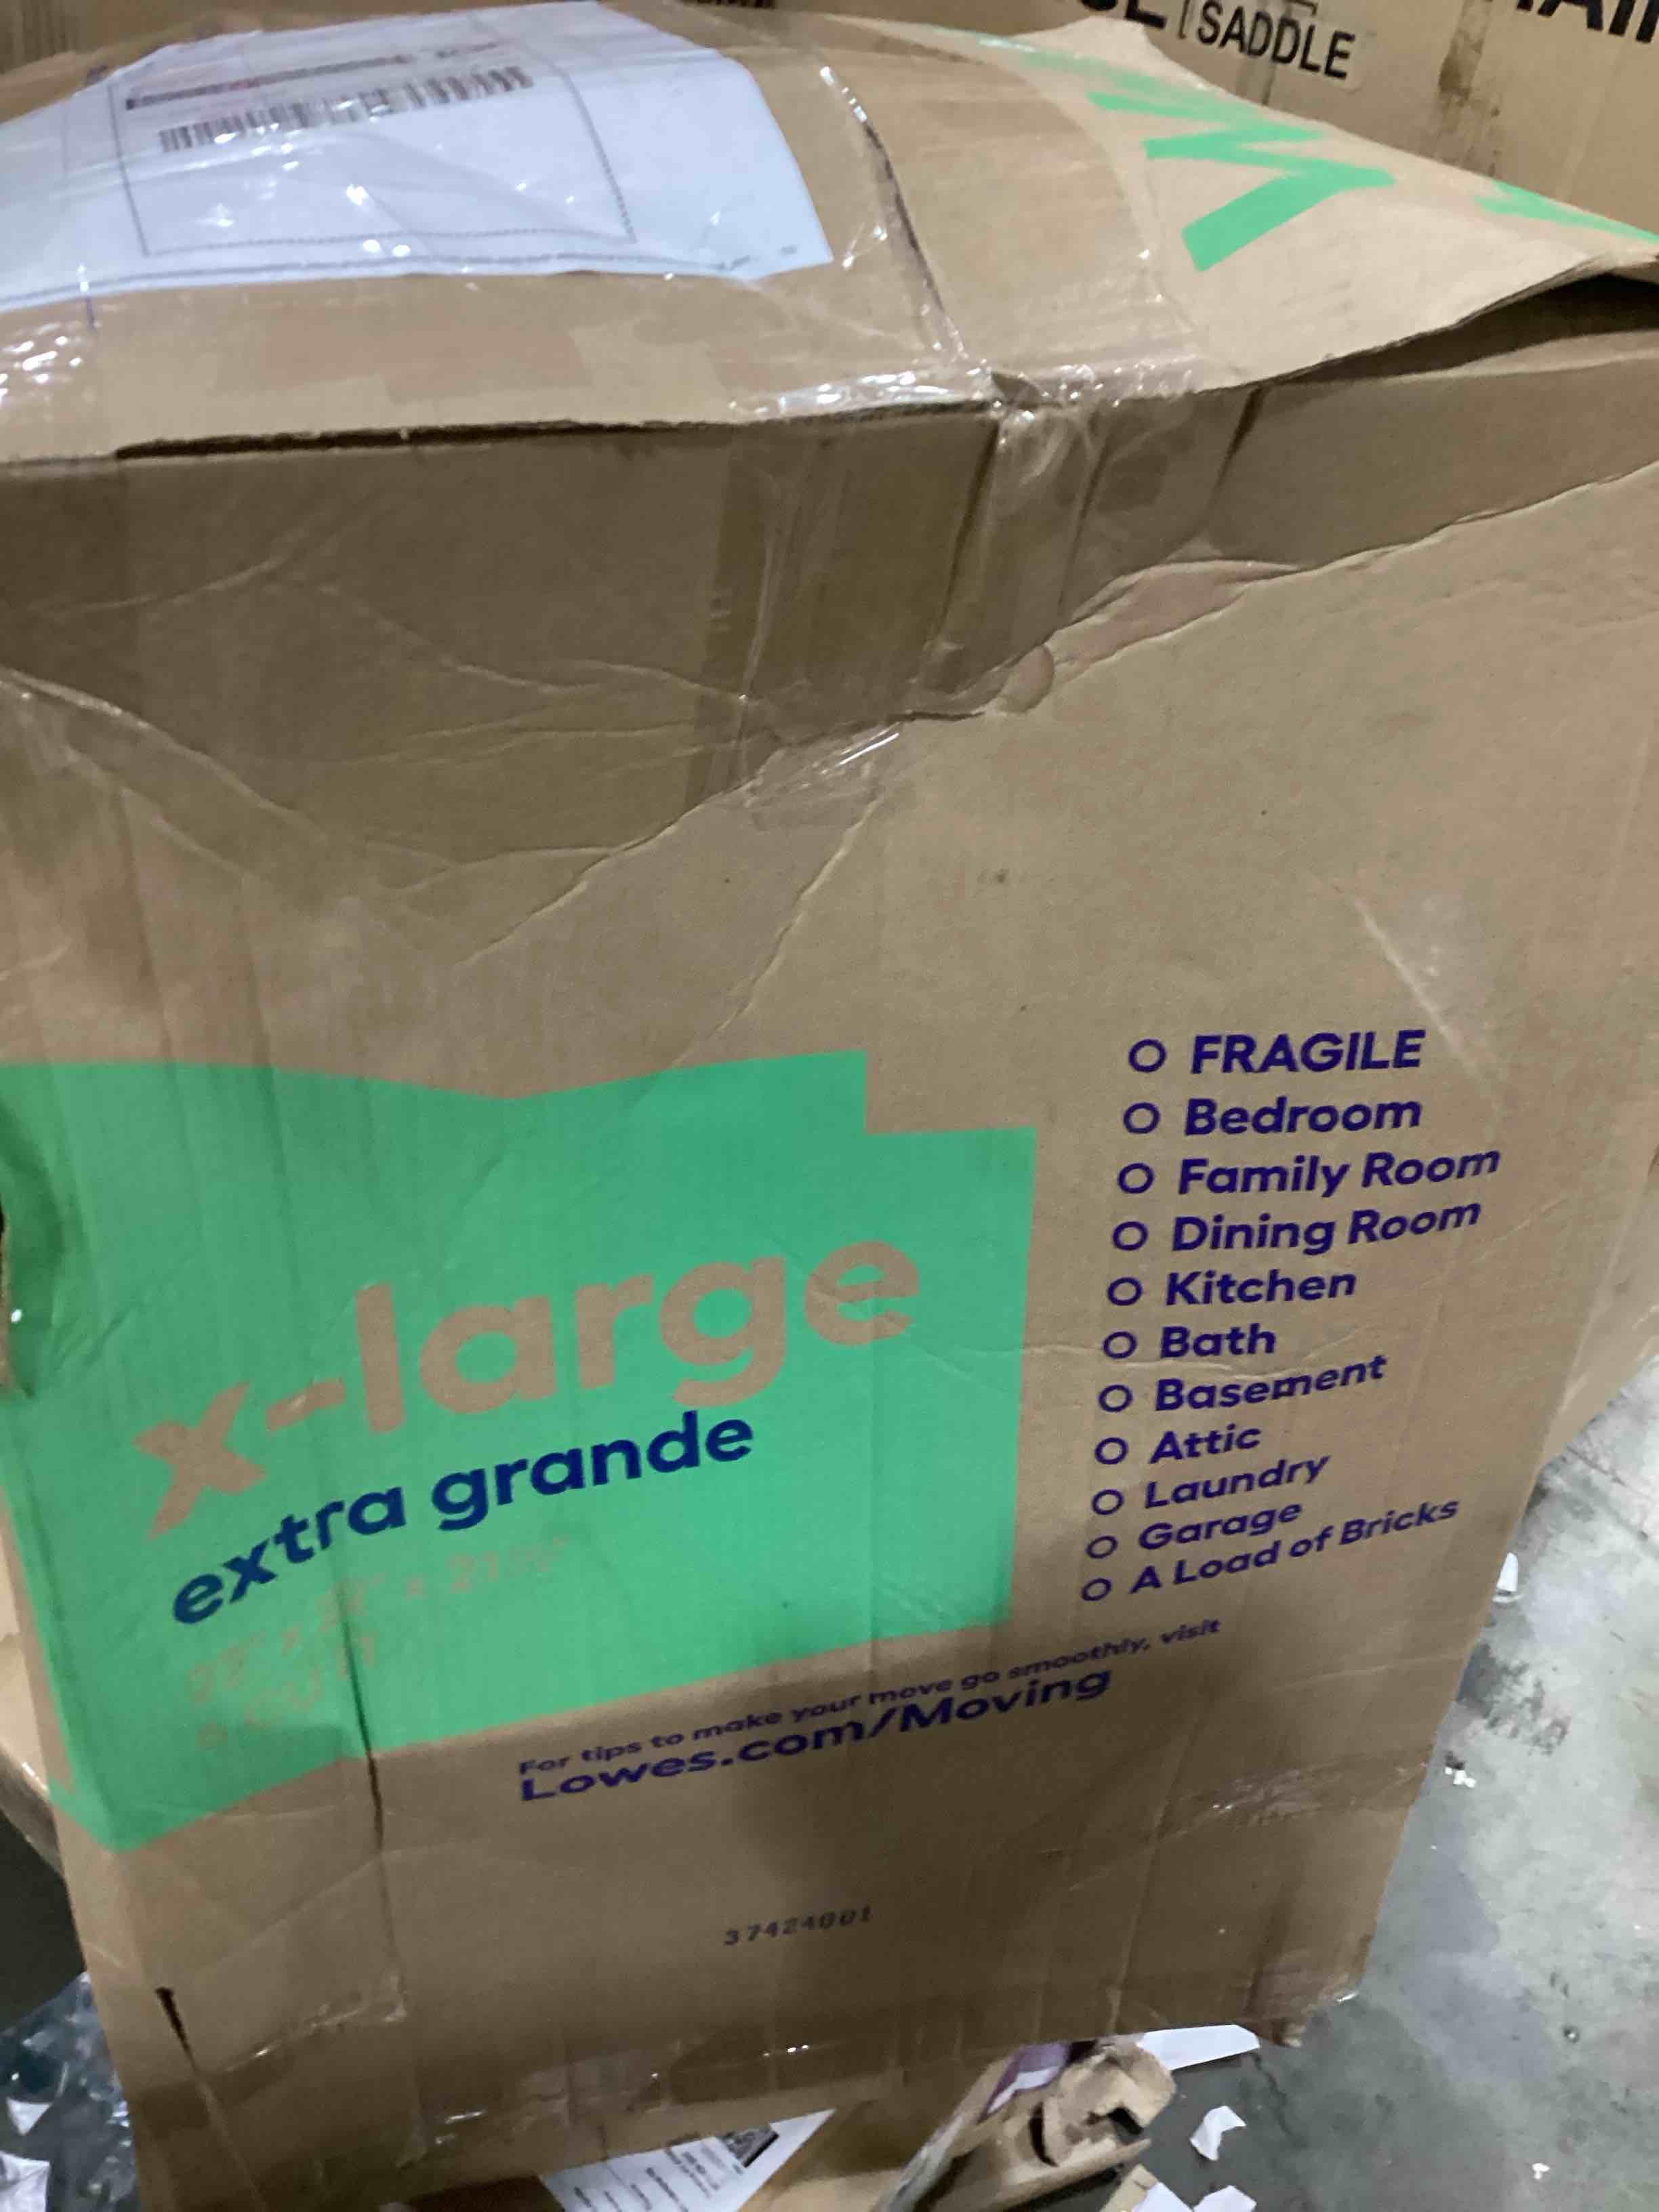 SADDLE
x-large
extra grande
FRAGILE
Bedroom
Family Room
Dining Room
Kitchen
Bath
Basement
Attic
Laundry
Garage
A Load of Bricks
For tips to make your move go smoothly, visit
Lowes.com/Moving
37424001